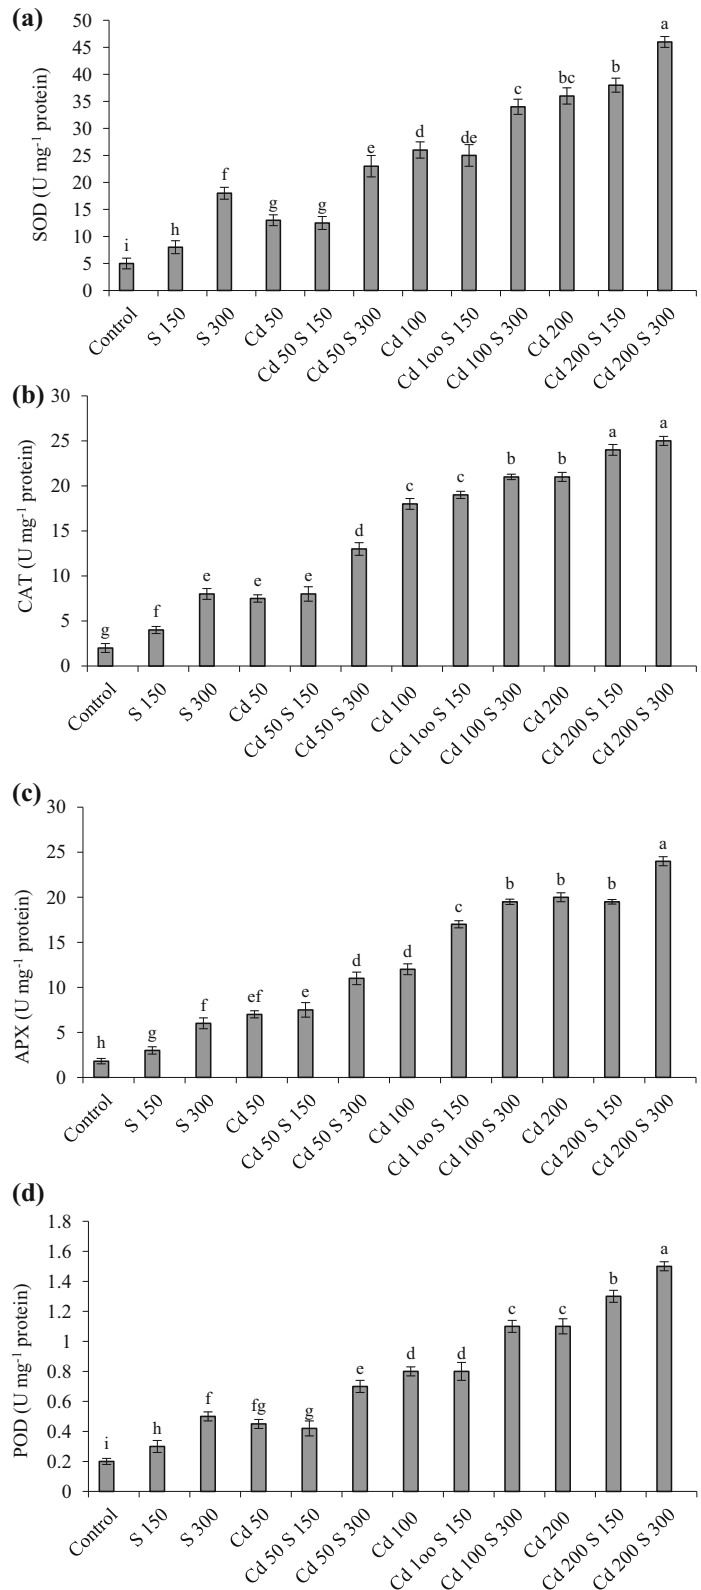 (a)
50
45
40
35
30
25
20
15
10
5
0
SOD (U mg-1 protein)
i
h
f
g
g
e
d
de
c
bc
b
a
Control
S 150
S 300
Cd 50
Cd 50 S 150
Cd 50 S 300
Cd 100
Cd 1oo S 150
Cd 100 S 300
Cd 200
Cd 200 S 150
Cd 200 S 300
(b)
30
25
20
15
10
5
0
CAT (U mg-1 protein)
g
f
e
e
e
d
c
c
b
b
a
a
Control
S 150
S 300
Cd 50
Cd 50 S 150
Cd 50 S 300
Cd 100
Cd 1oo S 150
Cd 100 S 300
Cd 200
Cd 200 S 150
Cd 200 S 300
(c)
30
25
20
15
10
5
0
APX (U mg-1 protein)
h
g
f
ef
e
d
d
c
b
b
b
a
Control
S 150
S 300
Cd 50
Cd 50 S 150
Cd 50 S 300
Cd 100
Cd 1oo S 150
Cd 100 S 300
Cd 200
Cd 200 S 150
Cd 200 S 300
(d)
1.8
1.6
1.4
1.2
1
0.8
0.6
0.4
0.2
0
POD (U mg-1 protein)
i
h
f
fg
g
e
d
d
c
c
b
a
Control
S 150
S 300
Cd 50
Cd 50 S 150
Cd 50 S 300
Cd 100
Cd 1oo S 150
Cd 100 S 300
Cd 200
Cd 200 S 150
Cd 200 S 300